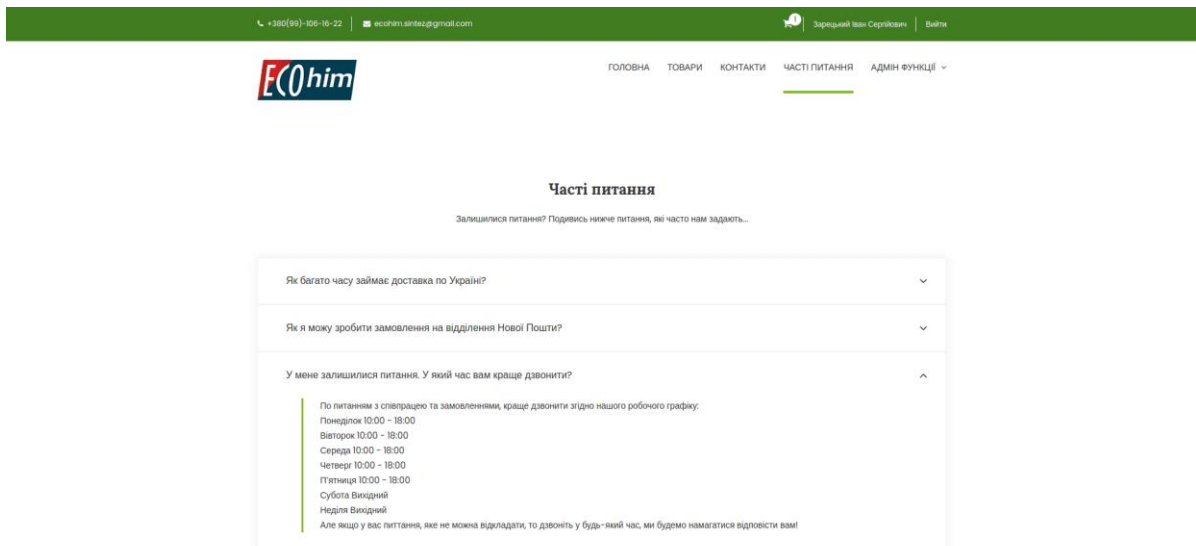 +380(99)-106-16-22 ecohim.sintez@gmail.com 1 Зарецький Іван Сергійович Вийти
ECOhim
ГОЛОВНА ТОВАРИ КОНТАКТИ ЧАСТІ ПИТАННЯ АДМІН ФУНКЦІЇ
Часті питання
Залишилися питання? Подивись нижче питання, які часто нам задають...
Як багато часу займає доставка по Україні?
Як я можу зробити замовлення на відділення Нової Пошти?
У мене залишилися питання. У який час вам краще дзвонити?
По питанням з співпрацею та замовленнями, краще дзвонити згідно нашого робочого графіку:
Понеділок 10:00 - 18:00
Вівторок 10:00 - 18:00
Середа 10:00 - 18:00
Четверг 10:00 - 18:00
П'ятниця 10:00 - 18:00
Субота Вихідний
Неділя Вихідний
Але якщо у вас питтання, яке не можна відкладати, то дзвоніть у будь-який час, ми будемо намагатися відповісти вам!